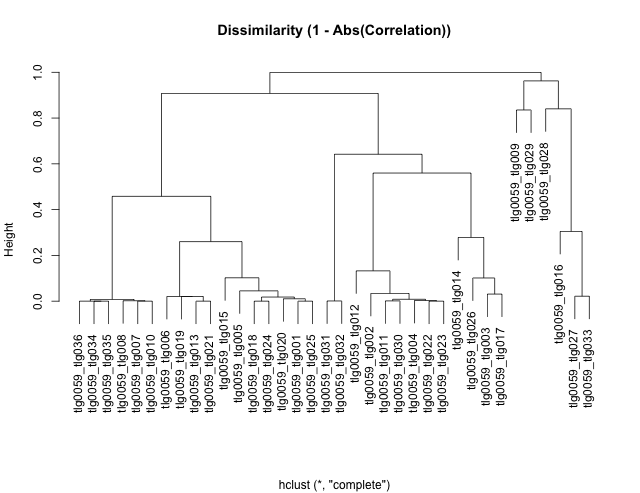 Dissimilarity (1 - Abs(Correlation))
Height
1.0
0.8
0.6
0.4
0.2
0.0
tlg0059_tlg036
tlg0059_tlg034
tlg0059_tlg035
tlg0059_tlg008
tlg0059_tlg007
tlg0059_tlg010
tlg0059_tlg006
tlg0059_tlg019
tlg0059_tlg013
tlg0059_tlg021
tlg0059_tlg015
tlg0059_tlg005
tlg0059_tlg018
tlg0059_tlg024
tlg0059_tlg020
tlg0059_tlg001
tlg0059_tlg025
tlg0059_tlg031
tlg0059_tlg032
tlg0059_tlg012
tlg0059_tlg002
tlg0059_tlg011
tlg0059_tlg030
tlg0059_tlg004
tlg0059_tlg022
tlg0059_tlg023
tlg0059_tlg014
tlg0059_tlg026
tlg0059_tlg003
tlg0059_tlg017
tlg0059_tlg009
tlg0059_tlg029
tlg0059_tlg028
tlg0059_tlg016
tlg0059_tlg027
tlg0059_tlg033
hclust (*, "complete")